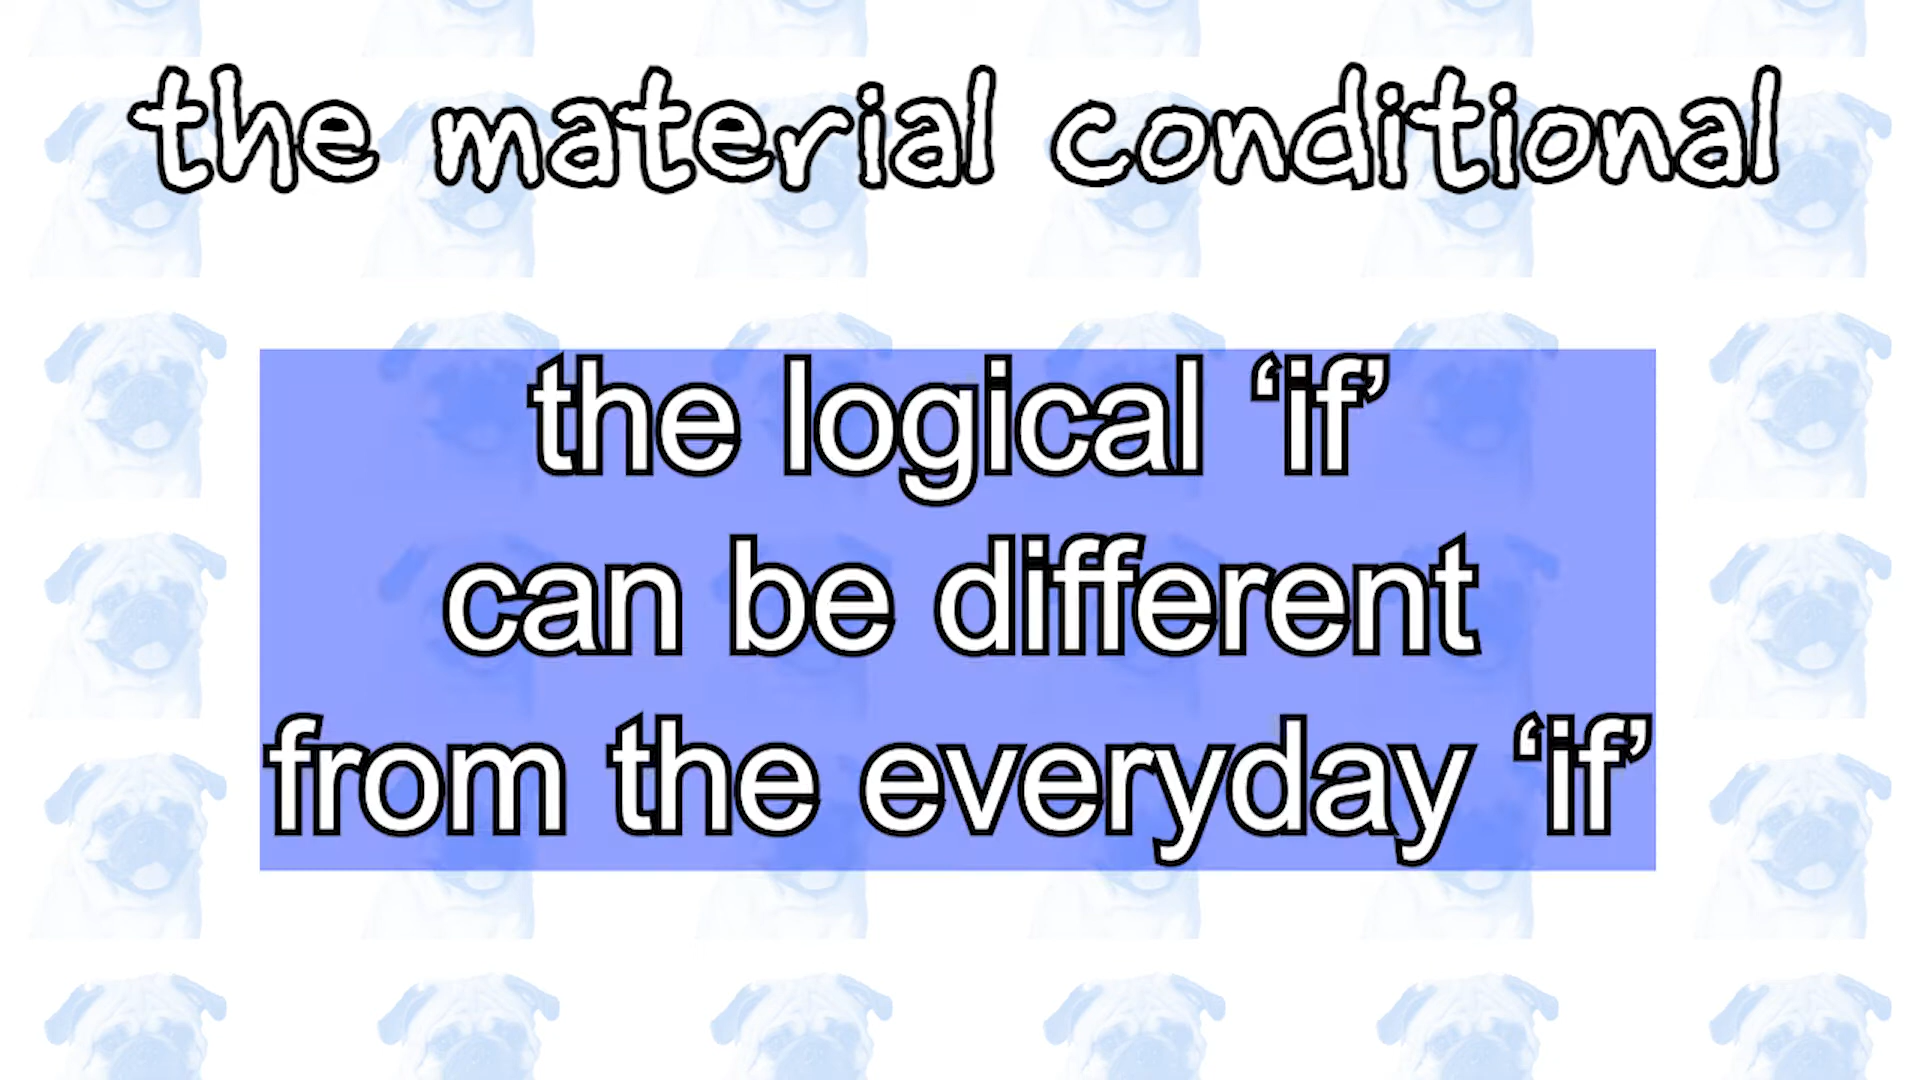 the material conditional
the logical ‘if’
can be different
from the everyday ‘if’